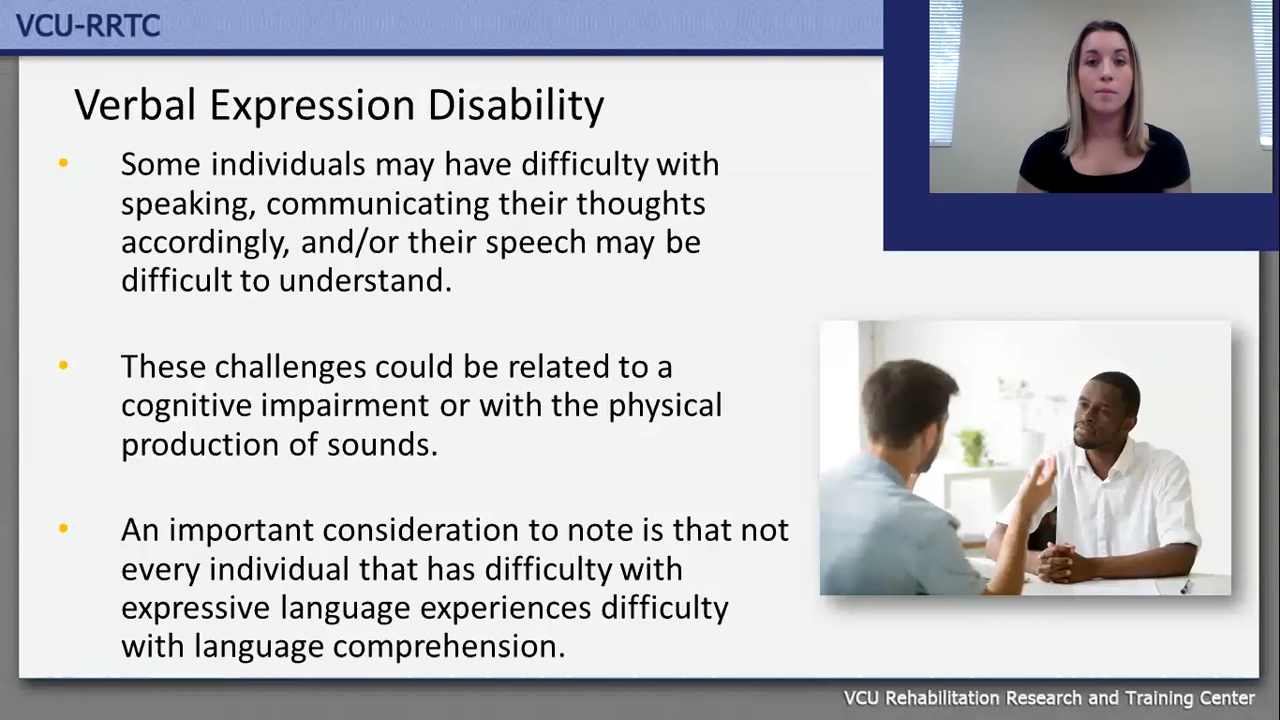 VCU-RRTC
Verbal Expression Disability
• Some individuals may have difficulty with
speaking, communicating their thoughts
accordingly, and/or their speech may be
difficult to understand.
• These challenges could be related to a
cognitive impairment or with the physical
production of sounds.
• An important consideration to note is that not
every individual that has difficulty with
expressive language experiences difficulty
with language comprehension.
VCU Rehabilitation Research and Training Center